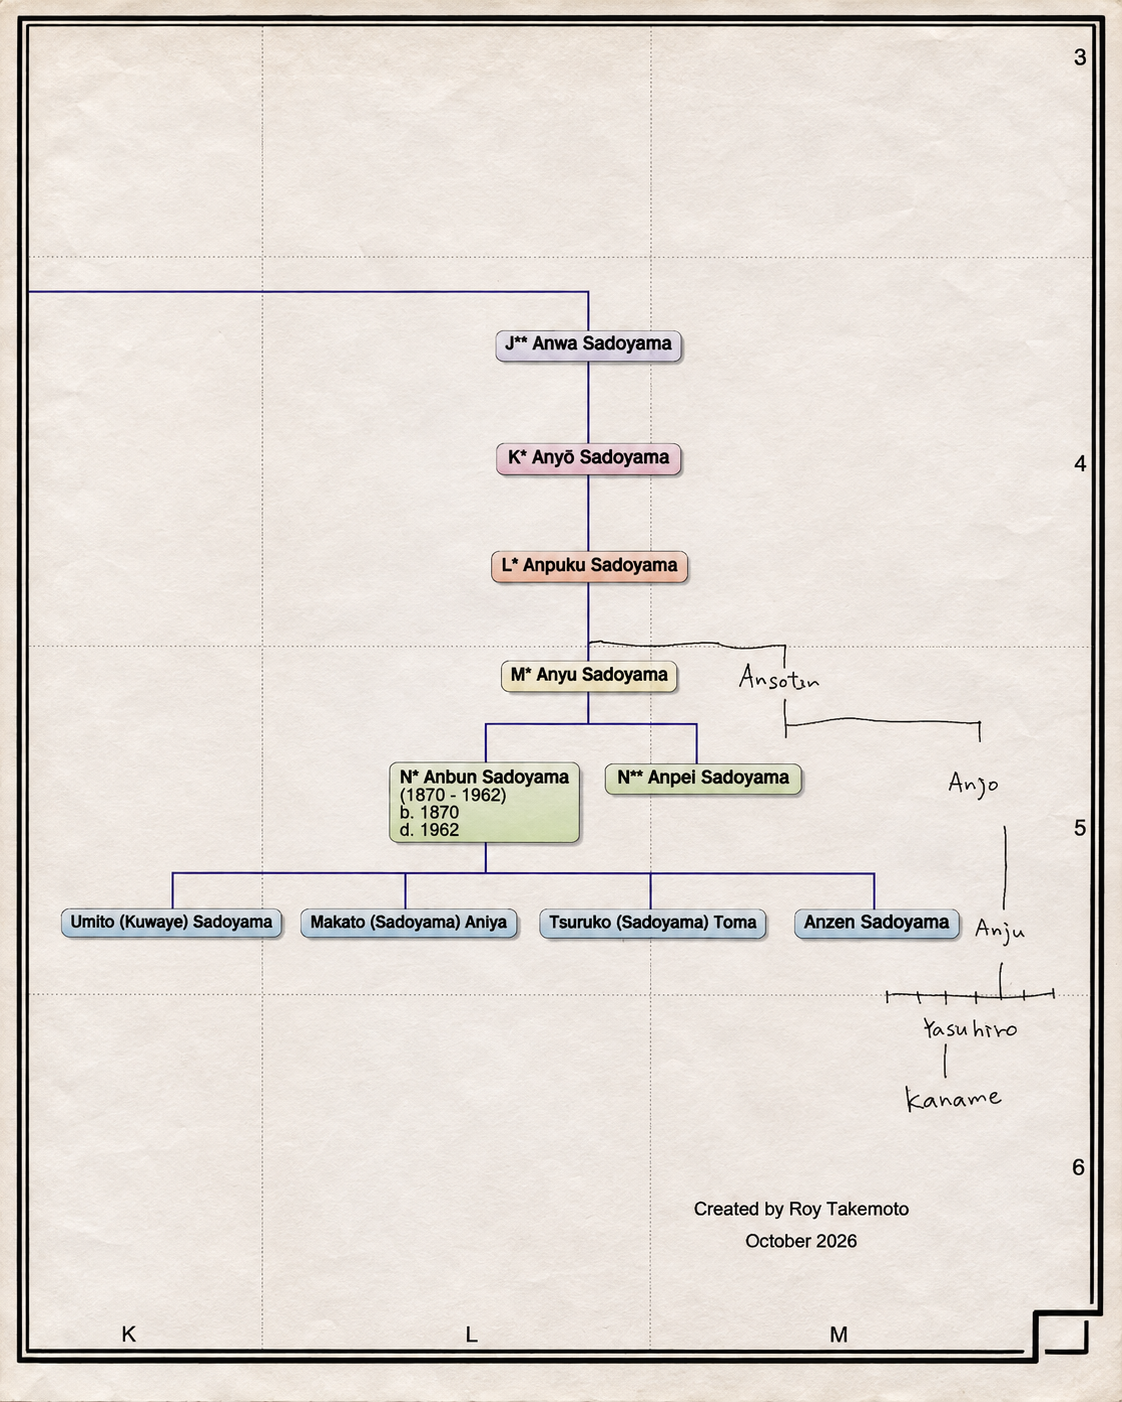 3
J** Anwa Sadoyama
K* Anyō Sadoyama
4
L* Anpuku Sadoyama
M* Anyu Sadoyama
N* Anbun Sadoyama
(1870 - 1962)
b. 1870
d. 1962
N** Anpei Sadoyama
Anjo
5
Umito (Kuwaye) Sadoyama
Makato (Sadoyama) Aniya
Tsuruko (Sadoyama) Toma
Anzen Sadoyama
Anju
Yasuhiro
Kaname
6
Created by Roy Takemoto
October 2026
K
L
M